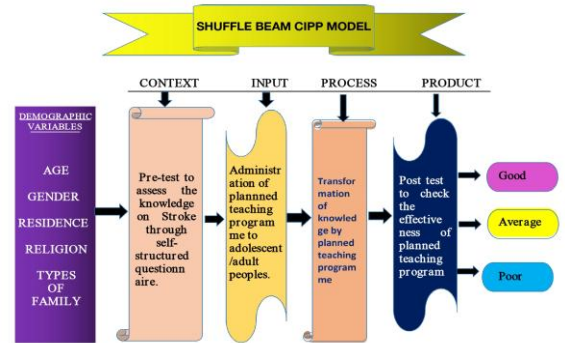 SHUFFLE BEAM CIPP MODEL
CONTEXT
INPUT
PROCESS
PRODUCT
DEMOGRAPHIC
VARIABLES
AGE
GENDER
RESIDENCE
RELIGION
TYPES
OF
FAMILY
Pre-test to
assess the
knowledge
on Stroke
through
self-
structured
questionn
aire.
Administr
ation of
plannned
teaching
program
me to
adolescent
/adult
peoples.
Transfor
mation
of
knowled
ge by
planned
teaching
program
me
Post test
to check
the
effective
ness of
planned
teaching
program
Good
Average
Poor